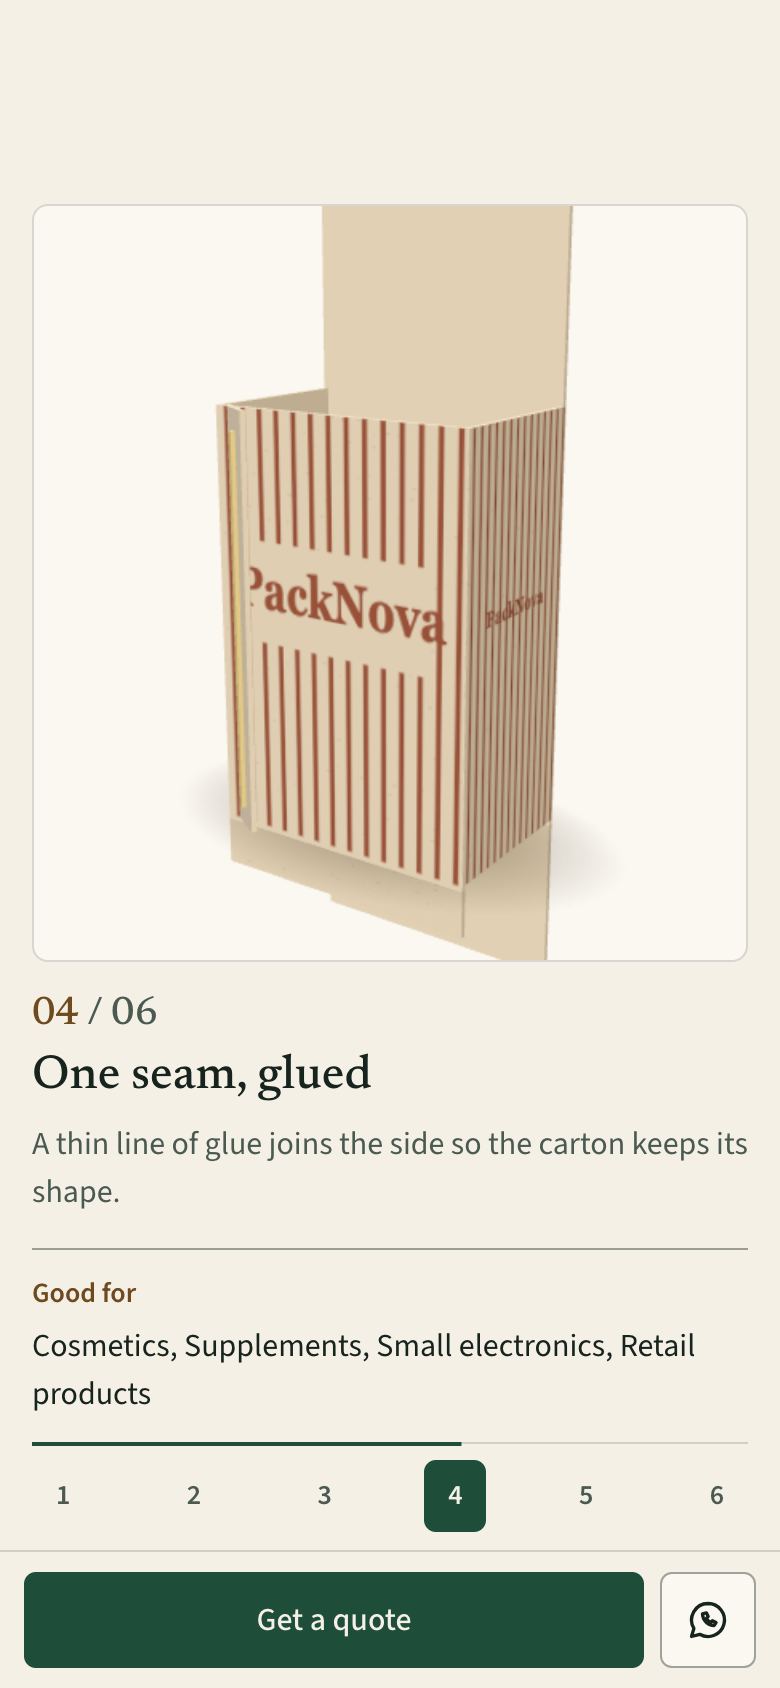 PackNova
PackNova
04 / 06
One seam, glued
A thin line of glue joins the side so the carton keeps its
shape.
Good for
Cosmetics, Supplements, Small electronics, Retail
products
1 2 3 4 5 6
Get a quote